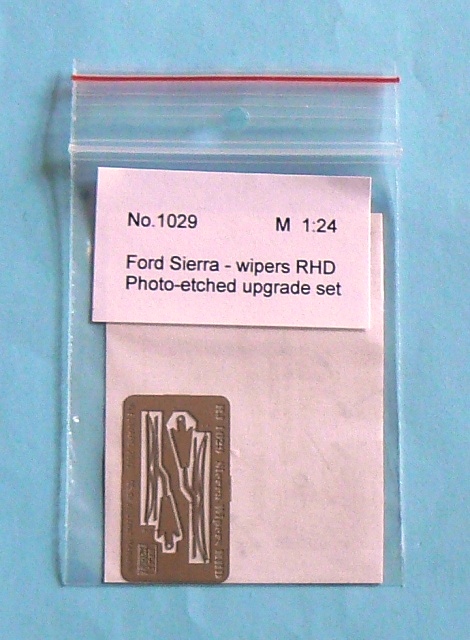 No.1029 M 1:24
Ford Sierra - wipers RHD
Photo-etched upgrade set